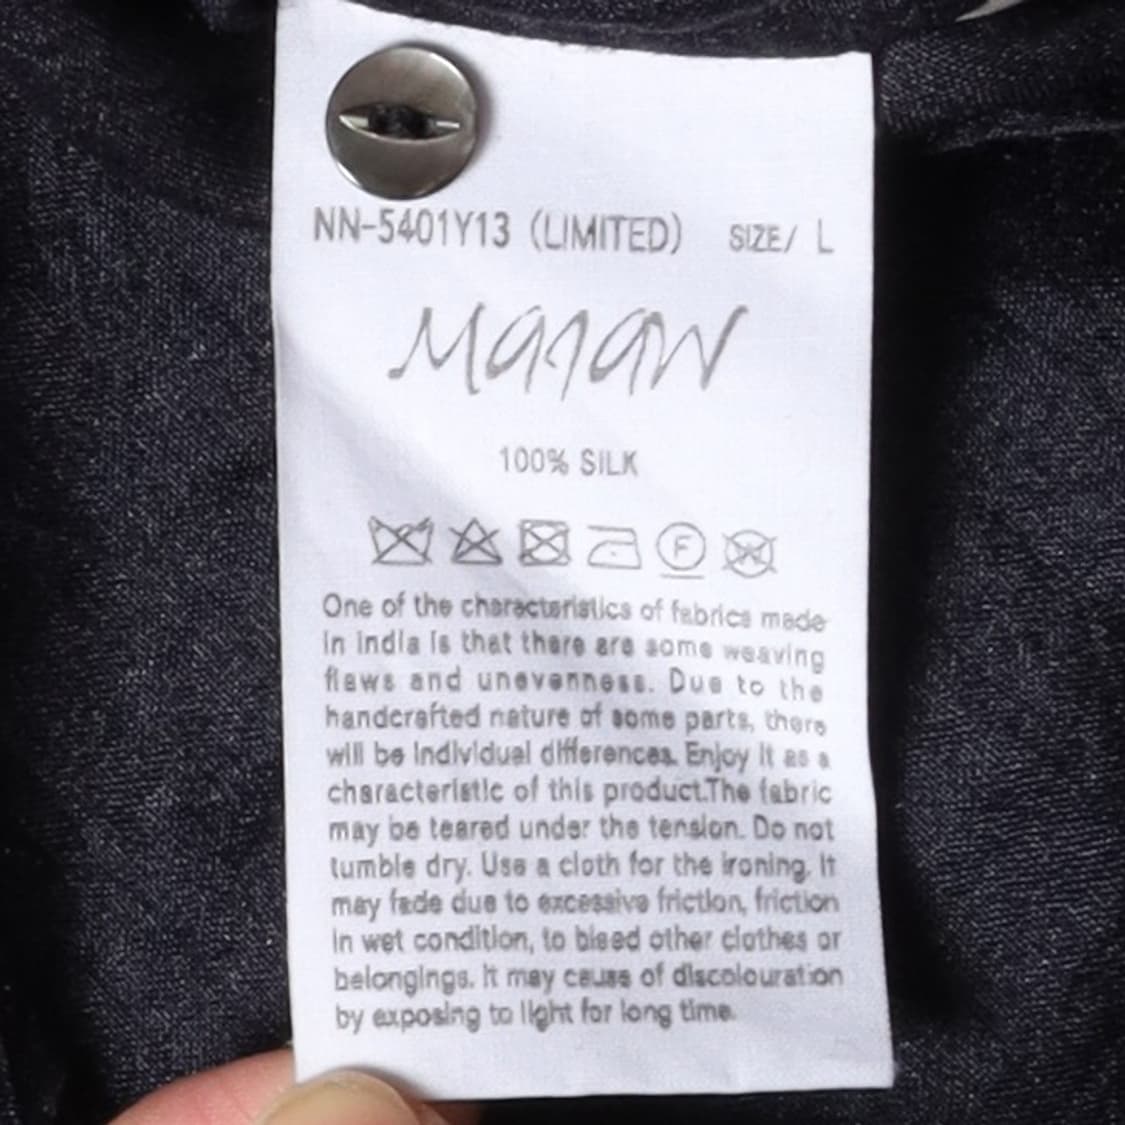 NN-5401Y13 (LIMITED) SIZE/ L
100% SILK
F
W
One of the characteristics of fabrics made
in india is that there are some weaving
flaws and unevenness. Due to the
handcrafted nature of some parts, there
will be individual differences. Enjoy it as a
characteristic of this product.The fabric
may be teared under the tension. Do not
tumble dry. Use a cloth for the ironing. It
may fade due to excessive friction, friction
in wet condition, to bleed other clothes or
belongings. It may cause of discolouration
by exposing to light for long time.